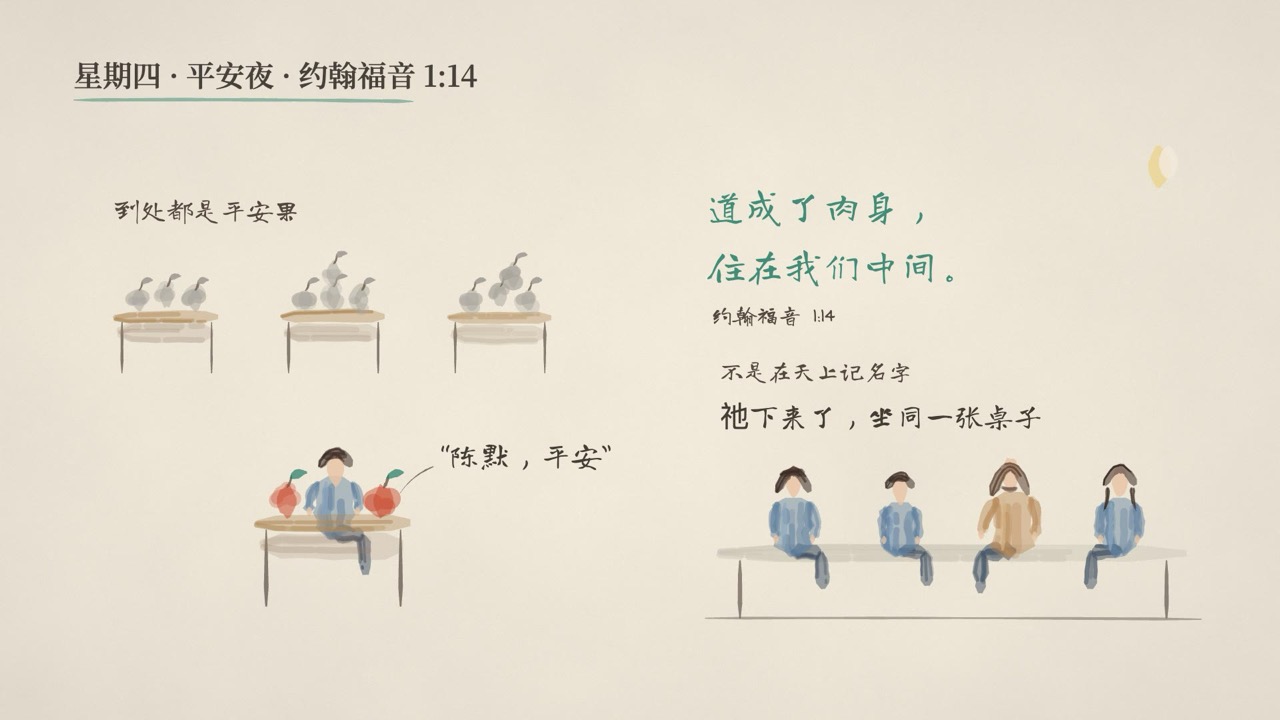 星期四 · 平安夜 · 约翰福音 1:14
到处都是平安果
“陈默，平安”
道成了肉身，
住在我们中间。
约翰福音 1:14
不是在天上记名字
祂下来了，坐同一张桌子